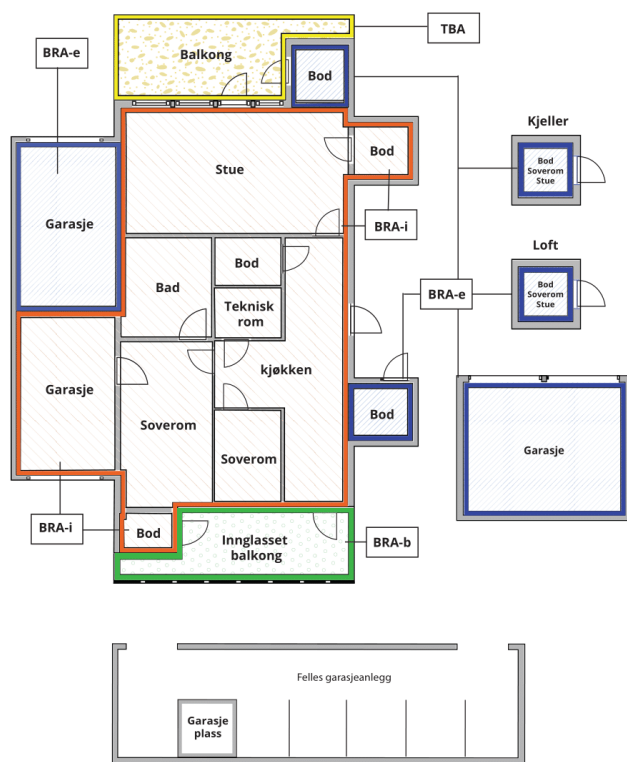 TBA
BRA-e
Balkong
Bod
Kjeller
Bod
Soverom
Stue
Stue
Bod
BRA-i
Garasje
Loft
Bod
Soverom
Stue
Bod
Bad
Teknisk
rom
BRA-e
Garasje
kjøkken
Soverom
Bod
Garasje
Soverom
BRA-i
Bod
Innglasset
balkong
BRA-b
Felles garasjeanlegg
Garasje
plass